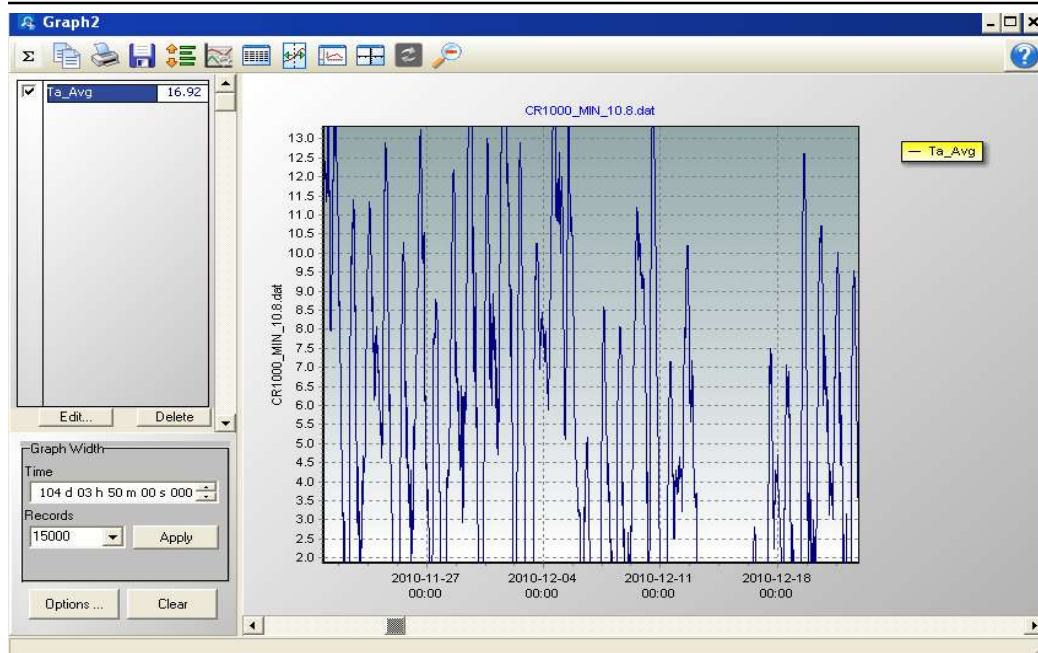 Graph2
Σ
Ta_Avg 16.92
Edit... Delete
Graph Width
Time
104 d 03 h 50 m 00 s 000
Records
15000 Apply
Options ... Clear
CR1000_MIN_10.8.dat
CR1000_MIN_10.8.dat
13.0
12.5
12.0
11.5
11.0
10.5
10.0
9.5
9.0
8.5
8.0
7.5
7.0
6.5
6.0
5.5
5.0
4.5
4.0
3.5
3.0
2.5
2.0
2010-11-27 2010-12-04 2010-12-11 2010-12-18
00:00 00:00 00:00 00:00
Ta_Avg